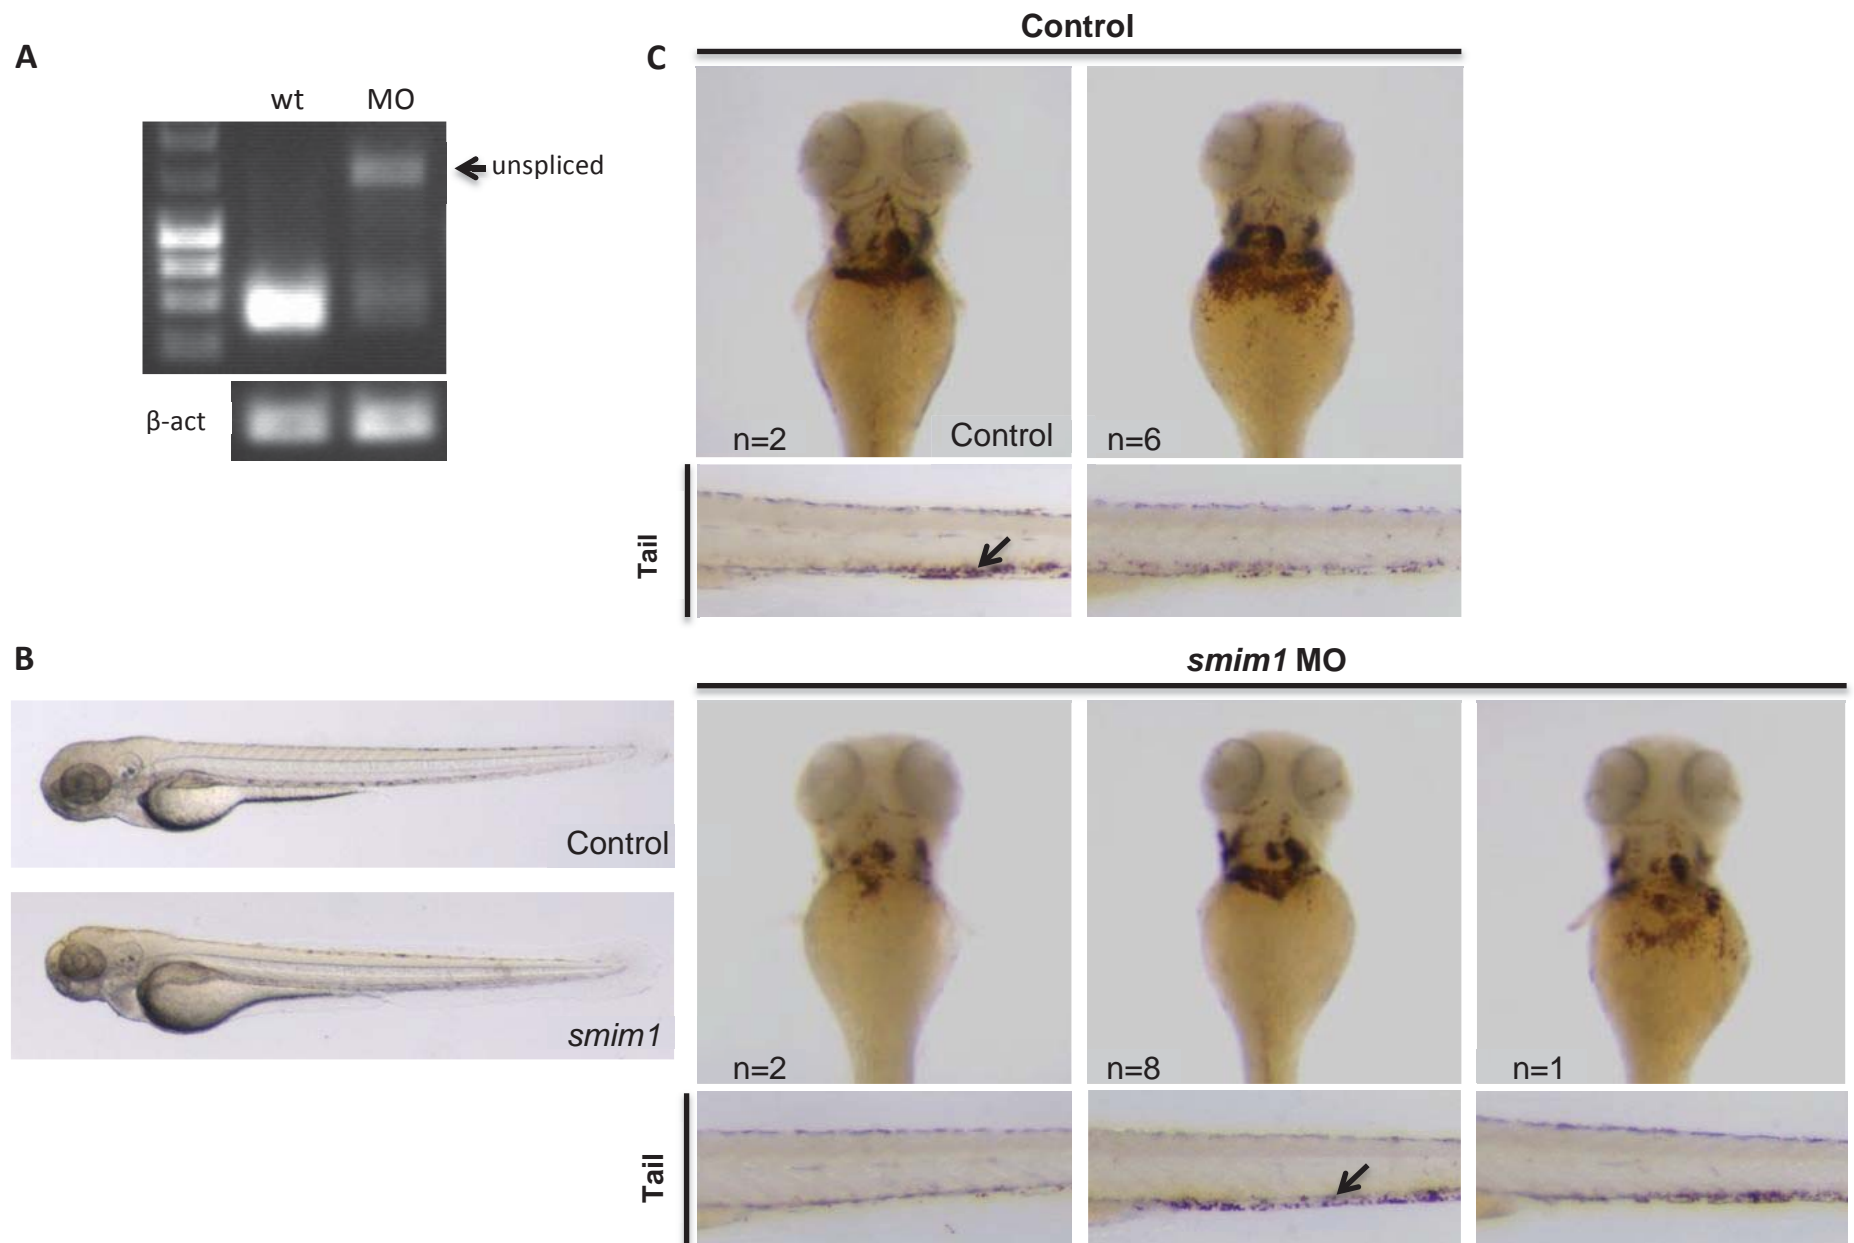 A
wt MO
unspliced
β-act
B
Control
smim1
C
Control
n=2
Control
n=6
Tail
smim1 MO
n=2
n=8
n=1
Tail